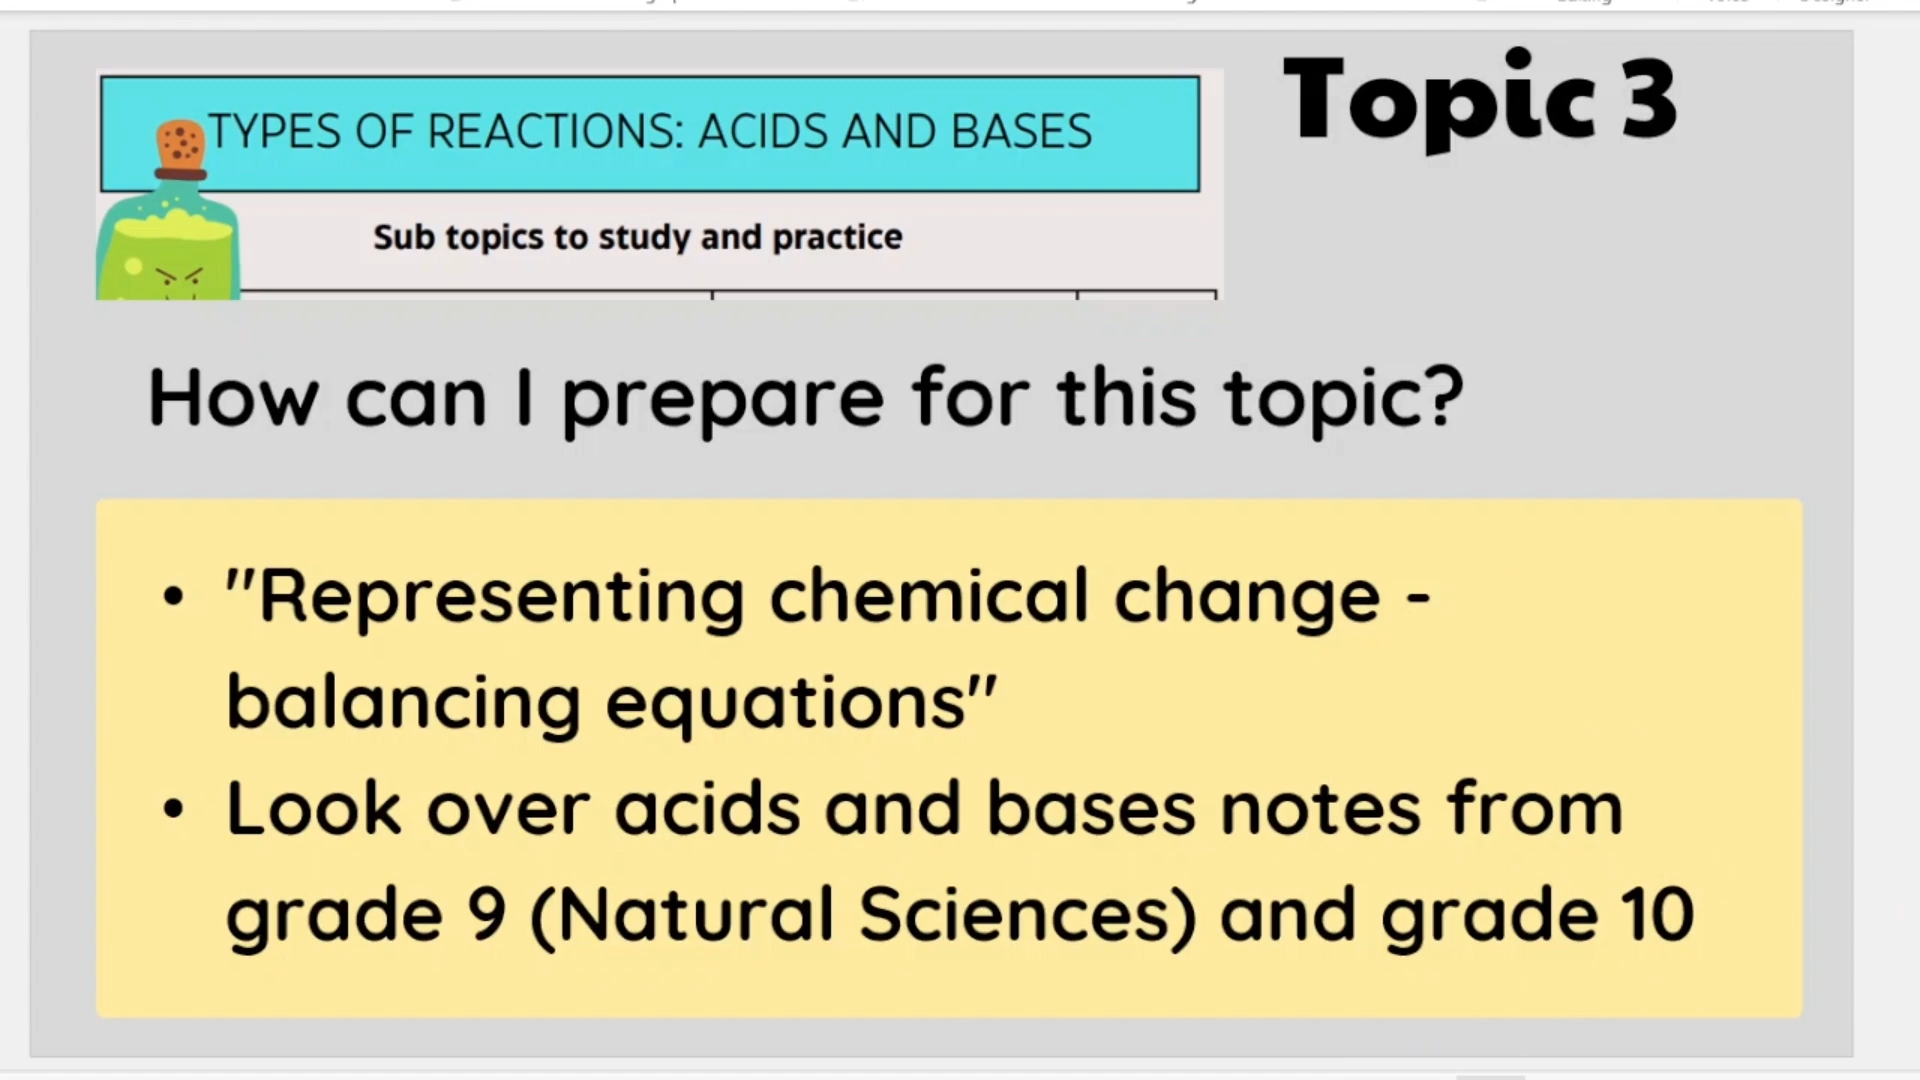 Topic 3
TYPES OF REACTIONS: ACIDS AND BASES
Sub topics to study and practice
How can I prepare for this topic?
• "Representing chemical change -
balancing equations"
• Look over acids and bases notes from
grade 9 (Natural Sciences) and grade 10